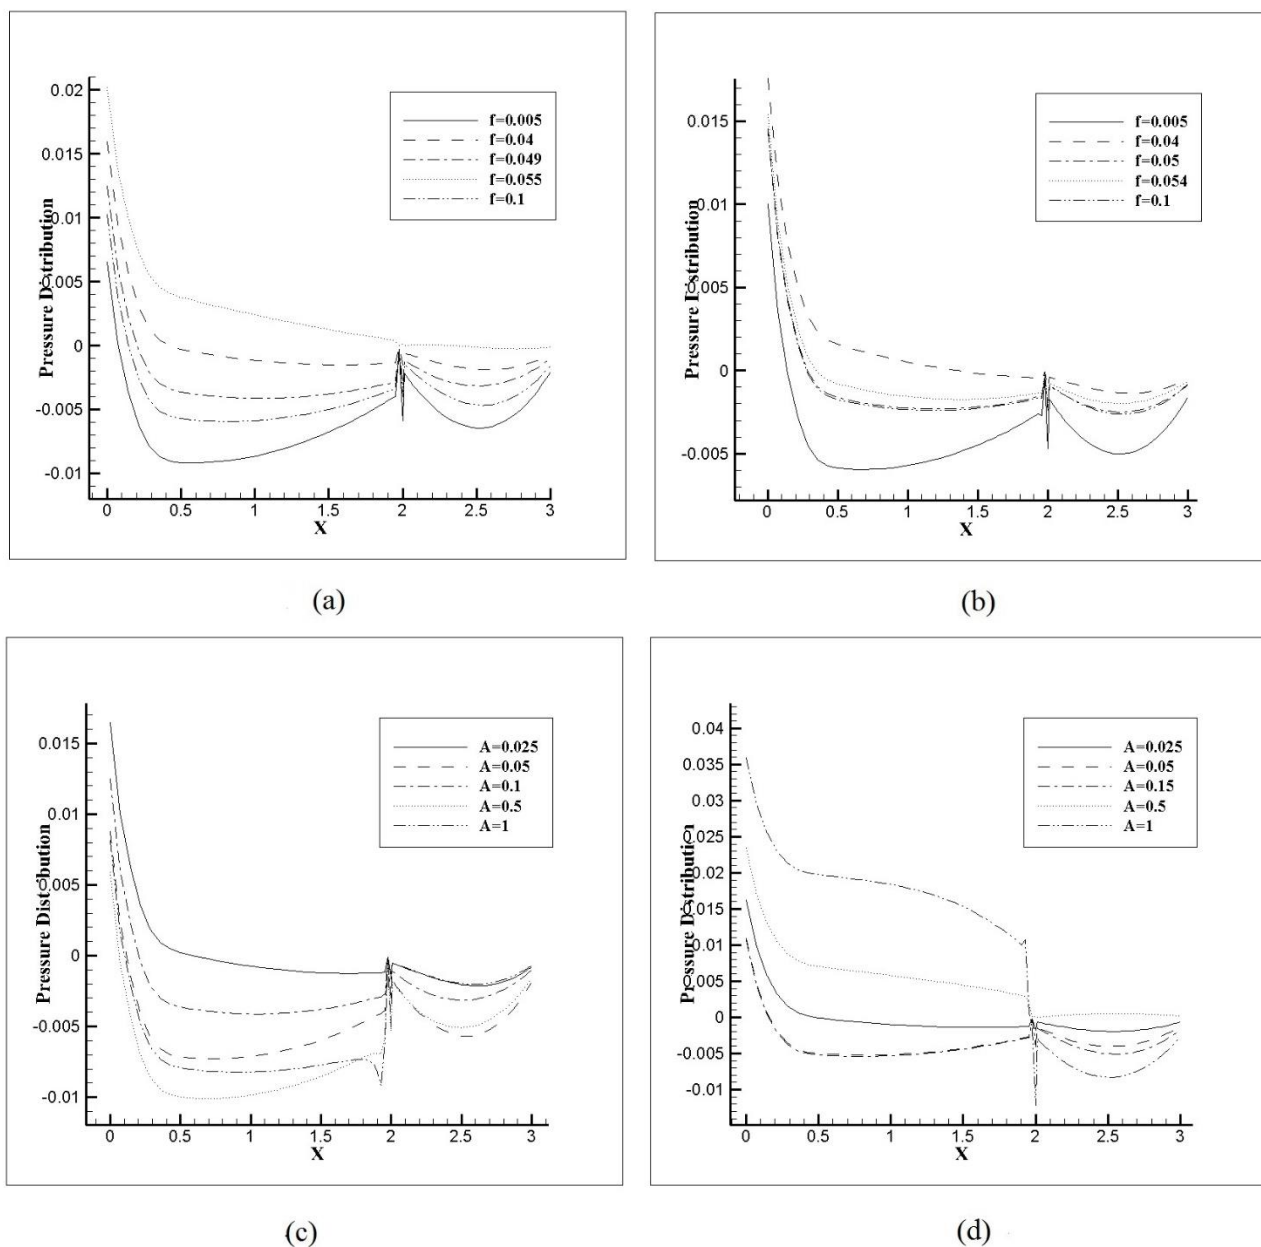 0.02
0.015
0.01
0.005
0
-0.005
-0.01
Pressure Distribution
0
0.5
1
1.5
2
2.5
3
X
f=0.005
f=0.04
f=0.049
f=0.055
f=0.1
(a)
0.015
0.01
0.005
0
-0.005
Pressure Distribution
0
0.5
1
1.5
2
2.5
3
X
f=0.005
f=0.04
f=0.05
f=0.054
f=0.1
(b)
0.015
0.01
0.005
0
-0.005
-0.01
Pressure Distribution
0
0.5
1
1.5
2
2.5
3
X
A=0.025
A=0.05
A=0.1
A=0.5
A=1
(c)
0.04
0.035
0.03
0.025
0.02
0.015
0.01
0.005
0
-0.005
-0.01
Pressure Distribution
0
0.5
1
1.5
2
2.5
3
X
A=0.025
A=0.05
A=0.15
A=0.5
A=1
(d)